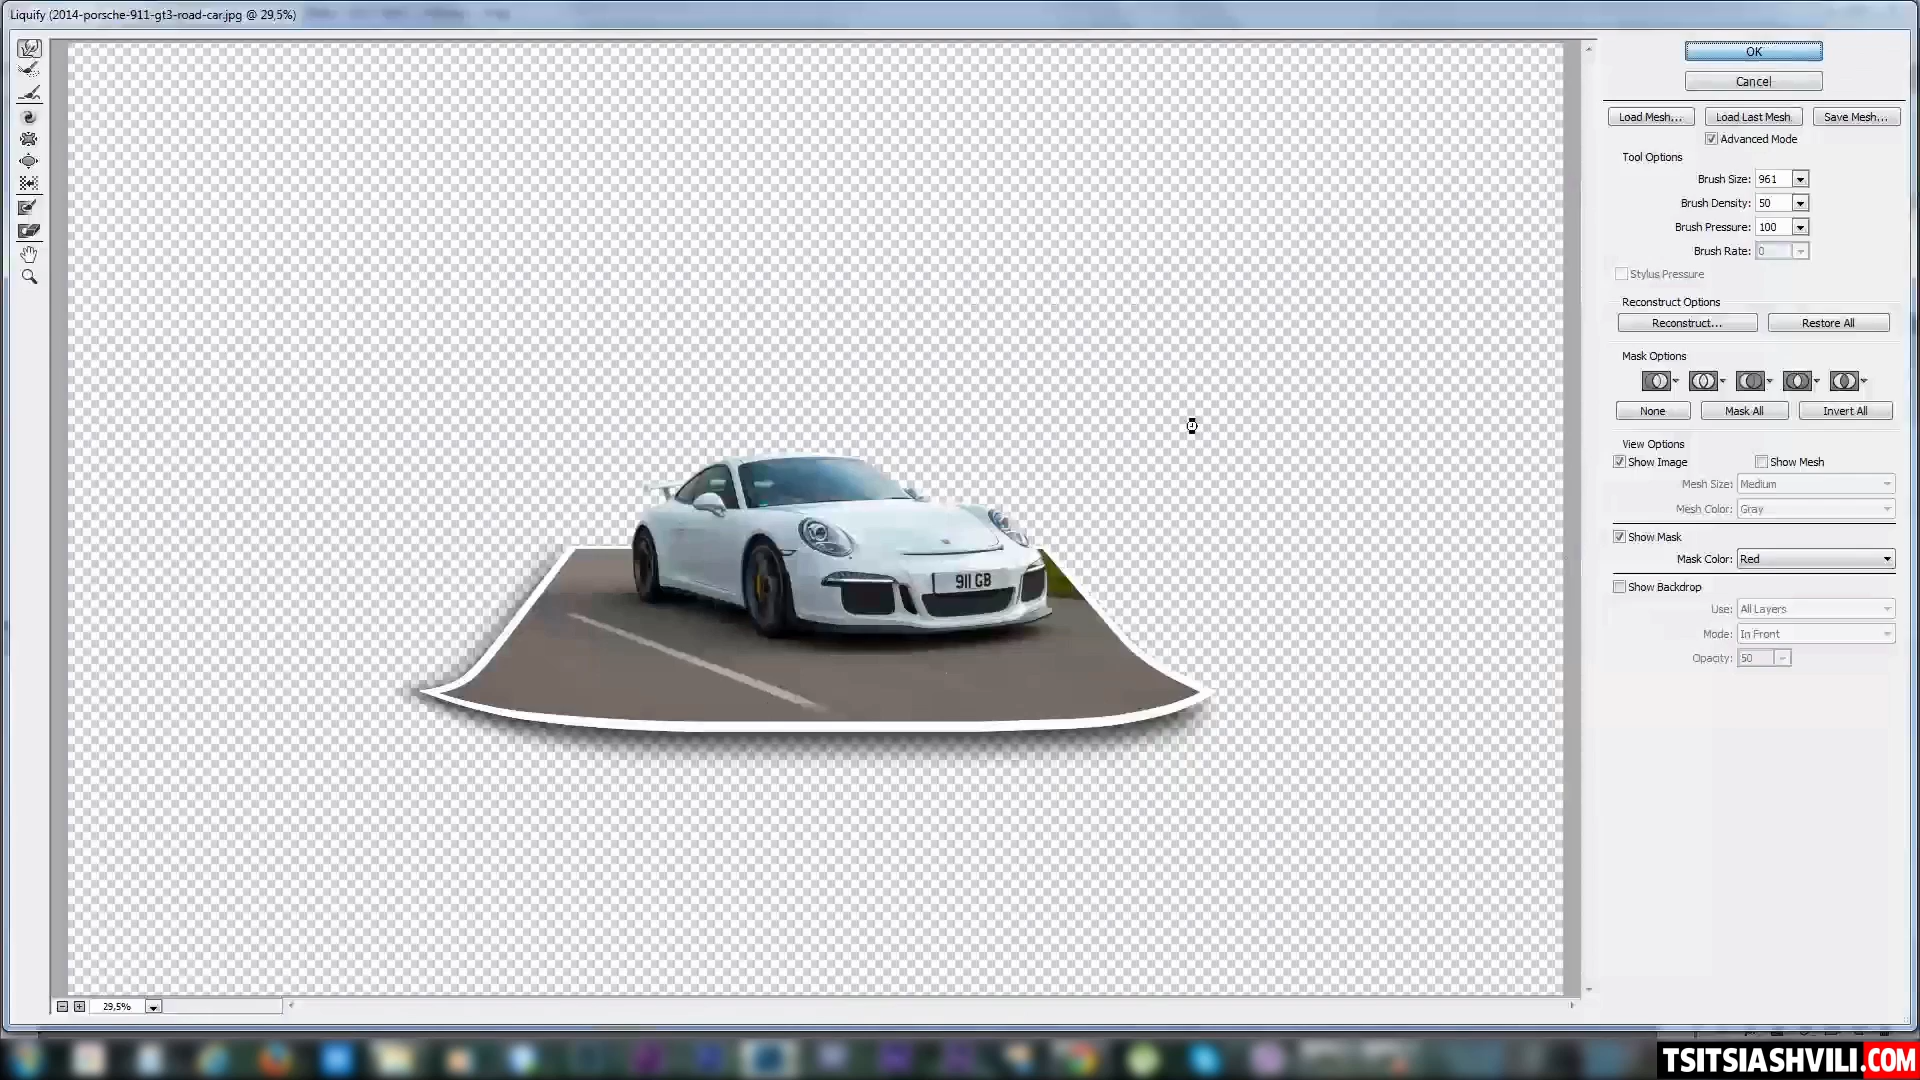 Liquify (2014-porsche-911-gt3-road-car.jpg @ 29,5%)
OK
Cancel
Load Mesh... Load Last Mesh Save Mesh...
Advanced Mode
Tool Options
Brush Size: 961
Brush Density: 50
Brush Pressure: 100
Brush Rate: 0
Stylus Pressure
Reconstruct Options
Reconstruct... Restore All
Mask Options
None Mask All Invert All
View Options
Show Image Show Mesh
Mesh Size: Medium
Mesh Color: Gray
Show Mask
Mask Color: Red
Show Backdrop
Use: All Layers
Mode: In Front
Opacity: 50
911 GB
29,5%
TSITSIASHVILI.COM